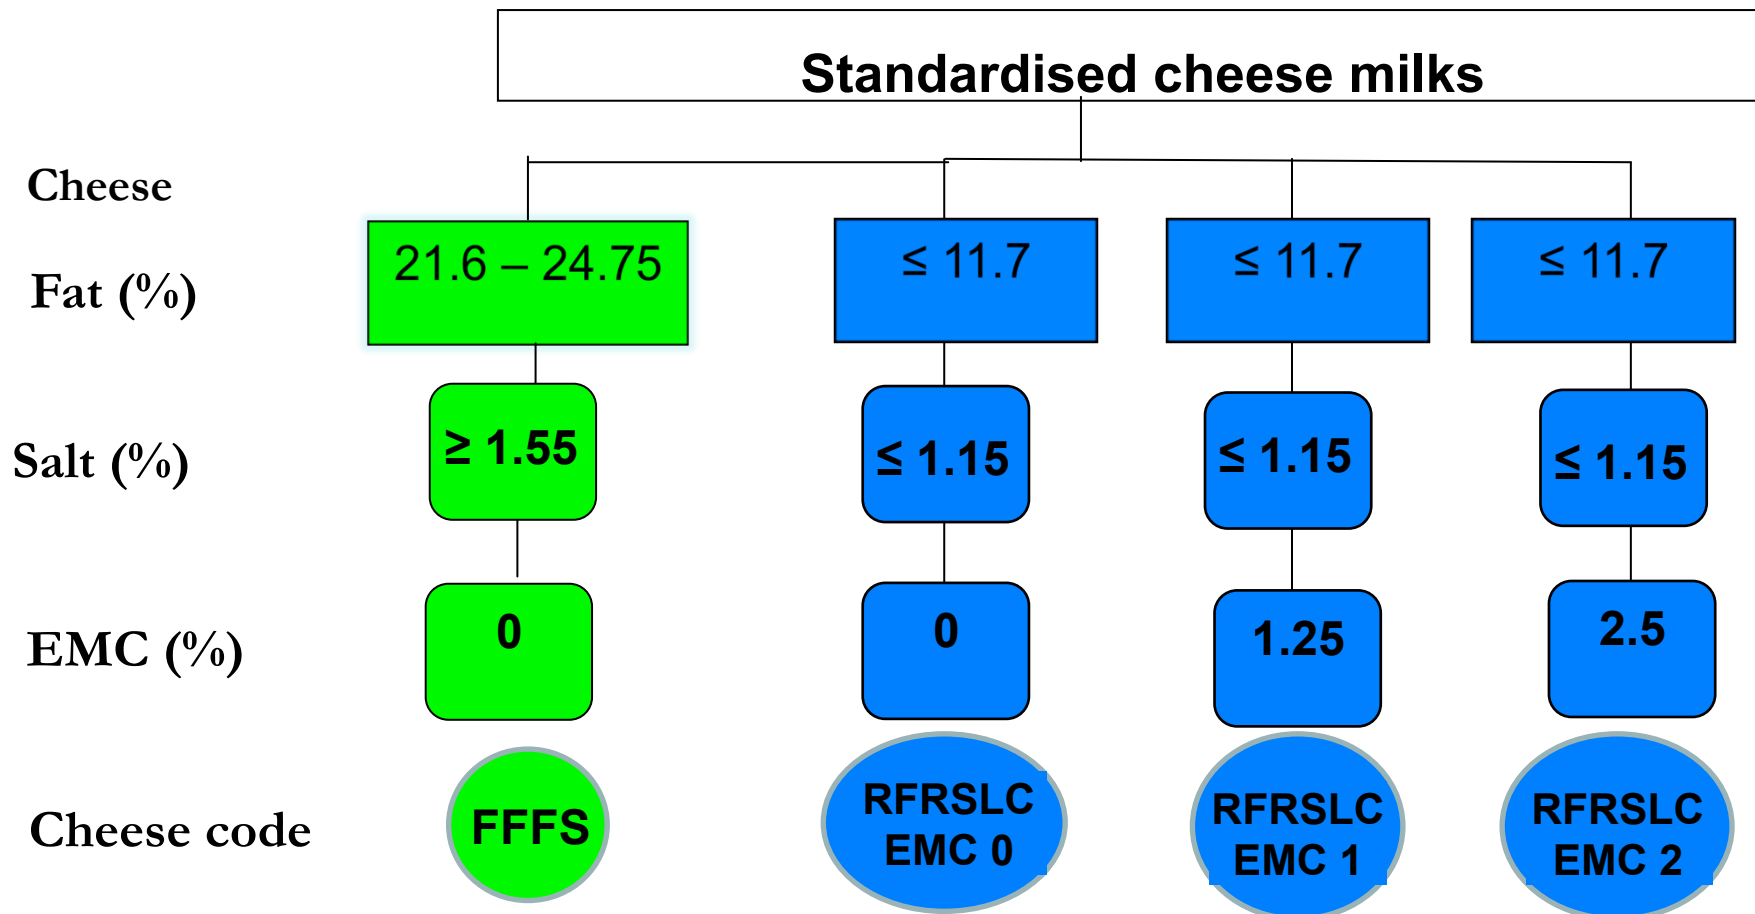 Standardised cheese milks
Cheese
Fat (%)
21.6 – 24.75
≤ 11.7
≤ 11.7
≤ 11.7
Salt (%)
≥ 1.55
≤ 1.15
≤ 1.15
≤ 1.15
EMC (%)
0
0
1.25
2.5
Cheese code
FFFS
RFRSLC
EMC 0
RFRSLC
EMC 1
RFRSLC
EMC 2